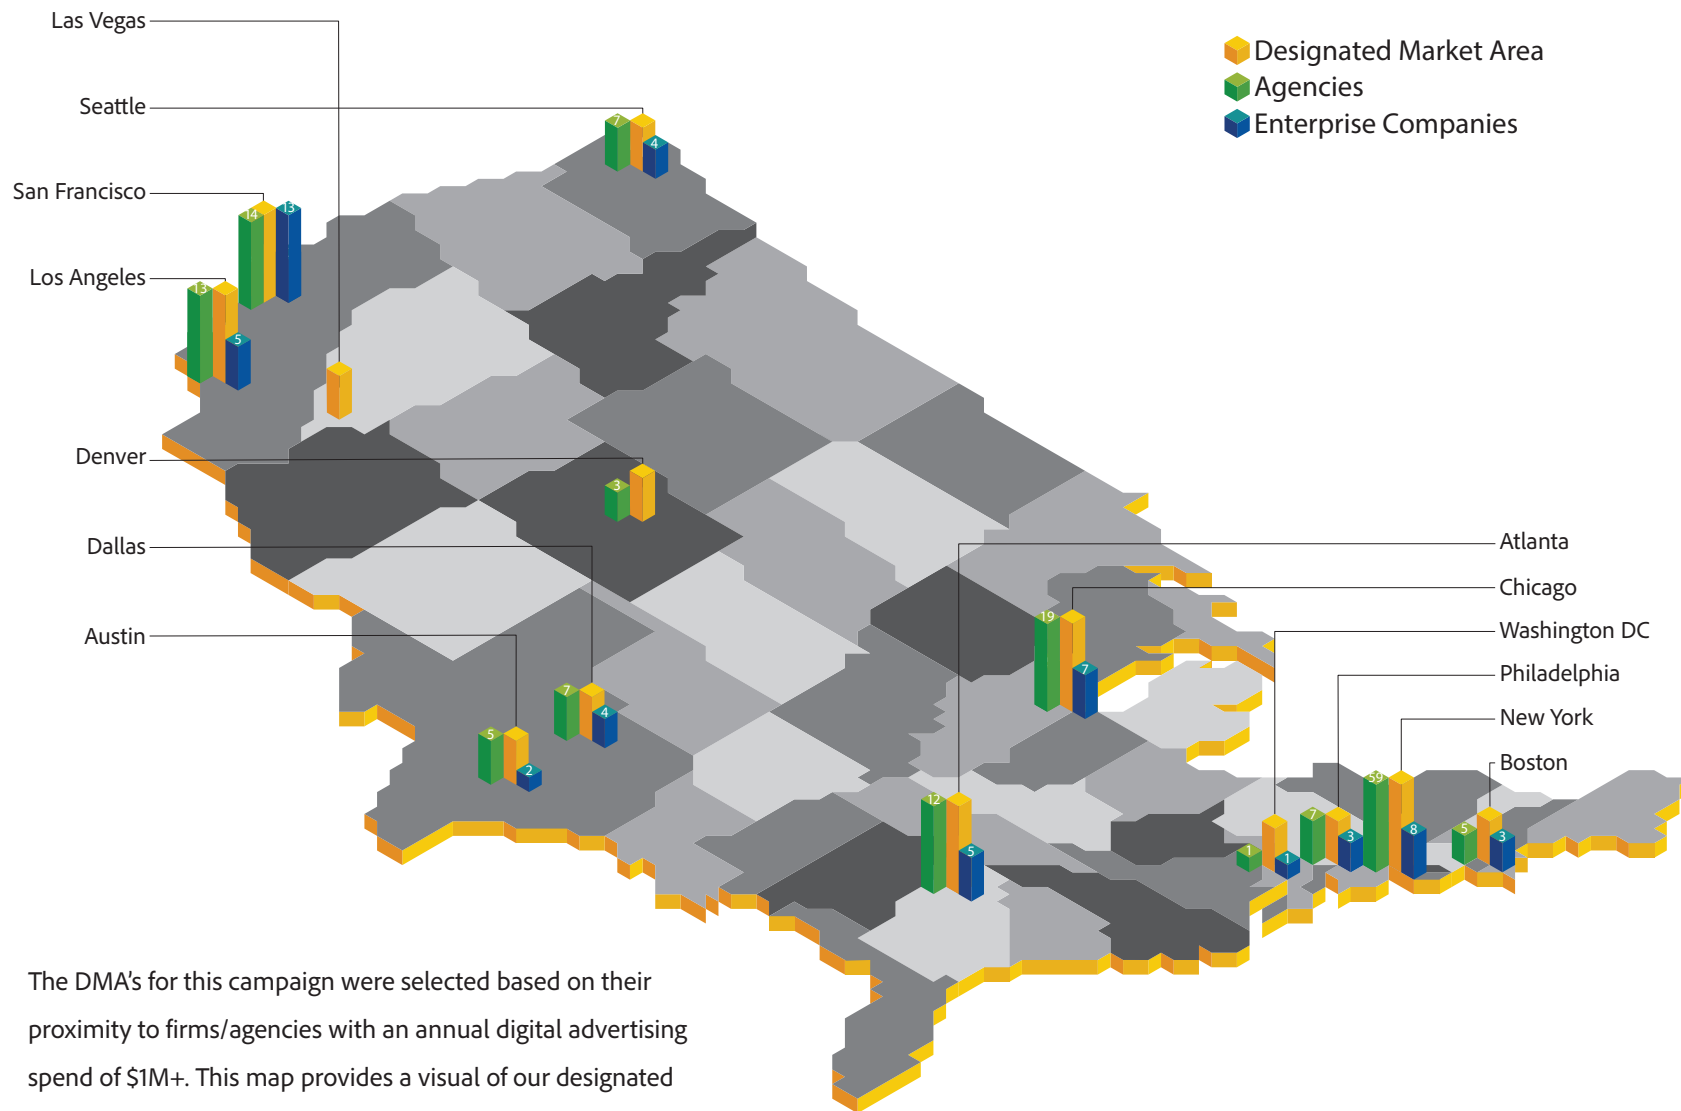 Las Vegas
Seattle
San Francisco
Los Angeles
Denver
Dallas
Austin
Designated Market Area
Agencies
Enterprise Companies
7
4
14
13
13
5
3
7
4
5
2
19
7
12
5
1
1
7
3
59
8
5
3
Atlanta
Chicago
Washington DC
Philadelphia
New York
Boston
The DMA's for this campaign were selected based on their
proximity to firms/agencies with an annual digital advertising
spend of $1M+. This map provides a visual of our designated